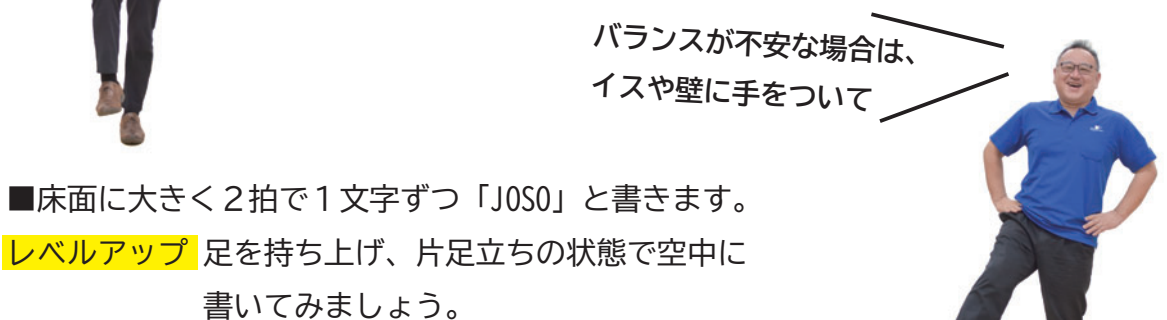 バランスが不安な場合は、
イスや壁に手をついて
■床面に大きく２拍で１文字ずつ「JOSO」と書きます。
レベルアップ 足を持ち上げ、片足立ちの状態で空中に
書いてみましょう。